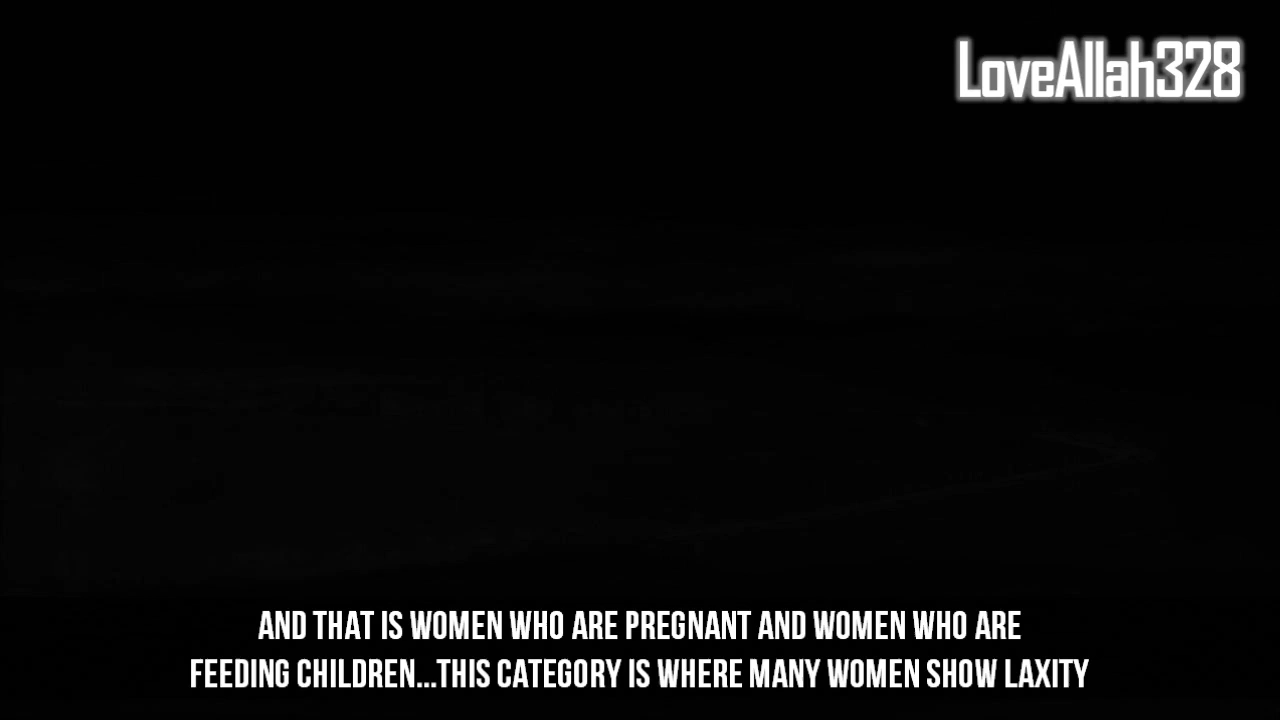 LoveAllah328
AND THAT IS WOMEN WHO ARE PREGNANT AND WOMEN WHO ARE
FEEDING CHILDREN...THIS CATEGORY IS WHERE MANY WOMEN SHOW LAXITY